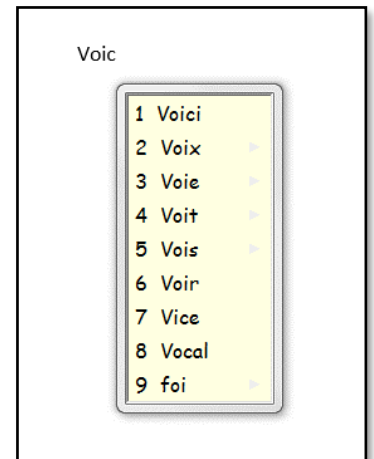 Voic
1 Voici
2 Voix
3 Voie
4 Voit
5 Vois
6 Voir
7 Vice
8 Vocal
9 foi